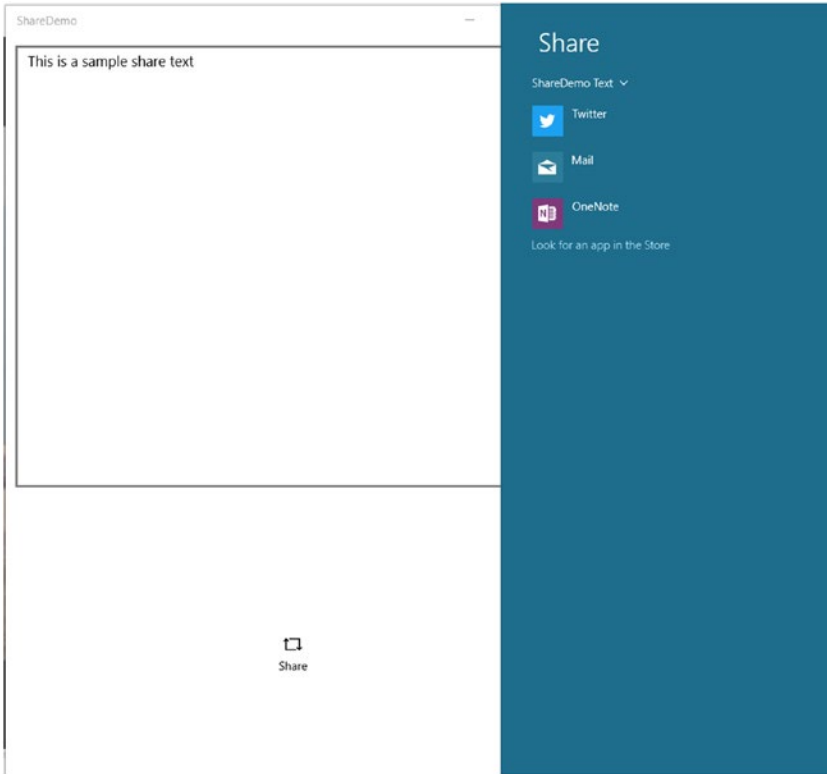 ShareDemo
This is a sample share text
Share
Share
ShareDemo Text
Twitter
Mail
OneNote
Look for an app in the Store